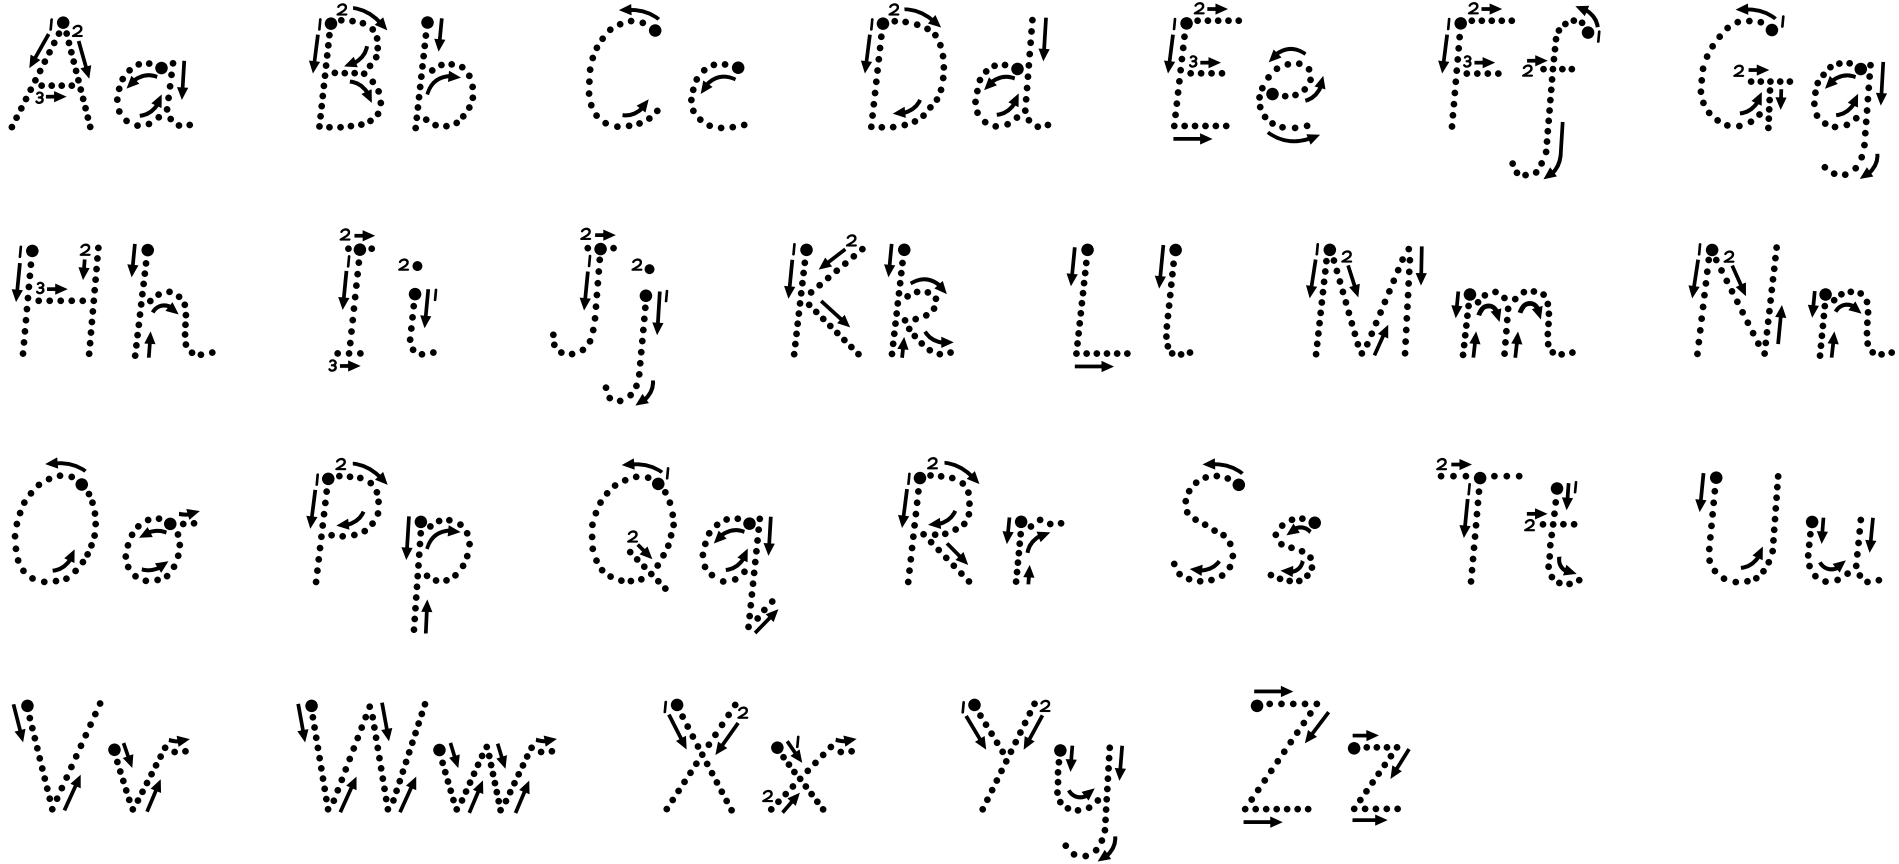 Aa Bb Cc Dd Ee Ff Gg
Hh Ii Jj Kk Ll Mm Nn
Oo Pp Qq Rr Ss Tt Uu
Vv Ww Xx Yy Zz